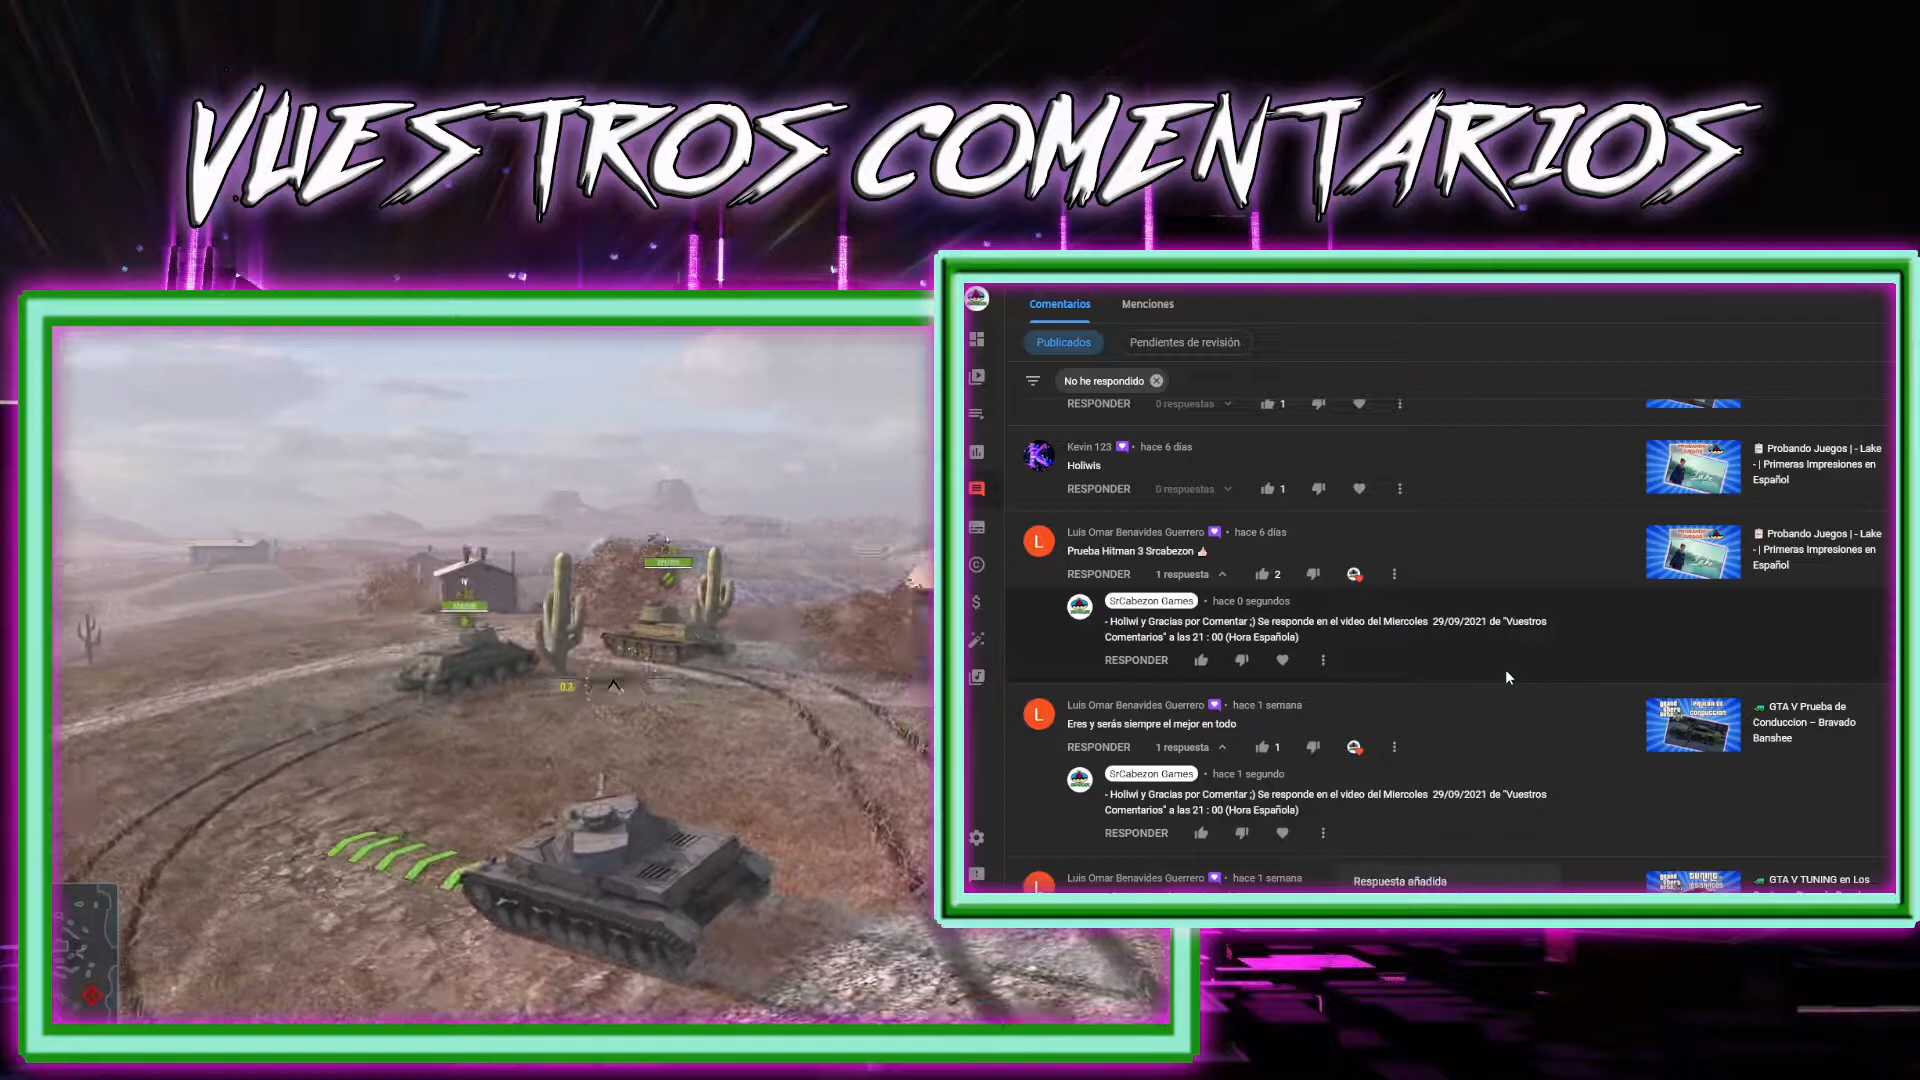 VUESTROS COMENTARIOS
Comentarios Menciones
Publicados Pendientes de revisión
No he respondido
RESPONDER 0 respuestas 1
Kevin 123 • hace 6 días
Holiwis
RESPONDER 0 respuestas 1
Probando Juegos | - Lake
- | Primeras Impresiones en
Español
Luis Omar Benavides Guerrero • hace 6 días
Prueba Hitman 3 Srcabezon 👍🏻
RESPONDER 1 respuesta 2
Probando Juegos | - Lake
- | Primeras Impresiones en
Español
SrCabezon Games • hace 0 segundos
- Holiwi y Gracias por Comentar ;) Se responde en el video del Miercoles 29/09/2021 de "Vuestros
Comentarios" a las 21 : 00 (Hora Española)
RESPONDER
Luis Omar Benavides Guerrero • hace 1 semana
Eres y serás siempre el mejor en todo
RESPONDER 1 respuesta 1
GTA V Prueba de
Conduccion – Bravado
Banshee
SrCabezon Games • hace 1 segundo
- Holiwi y Gracias por Comentar ;) Se responde en el video del Miercoles 29/09/2021 de "Vuestros
Comentarios" a las 21 : 00 (Hora Española)
RESPONDER
Luis Omar Benavides Guerrero • hace 1 semana
Respuesta añadida
GTA V TUNING en Los